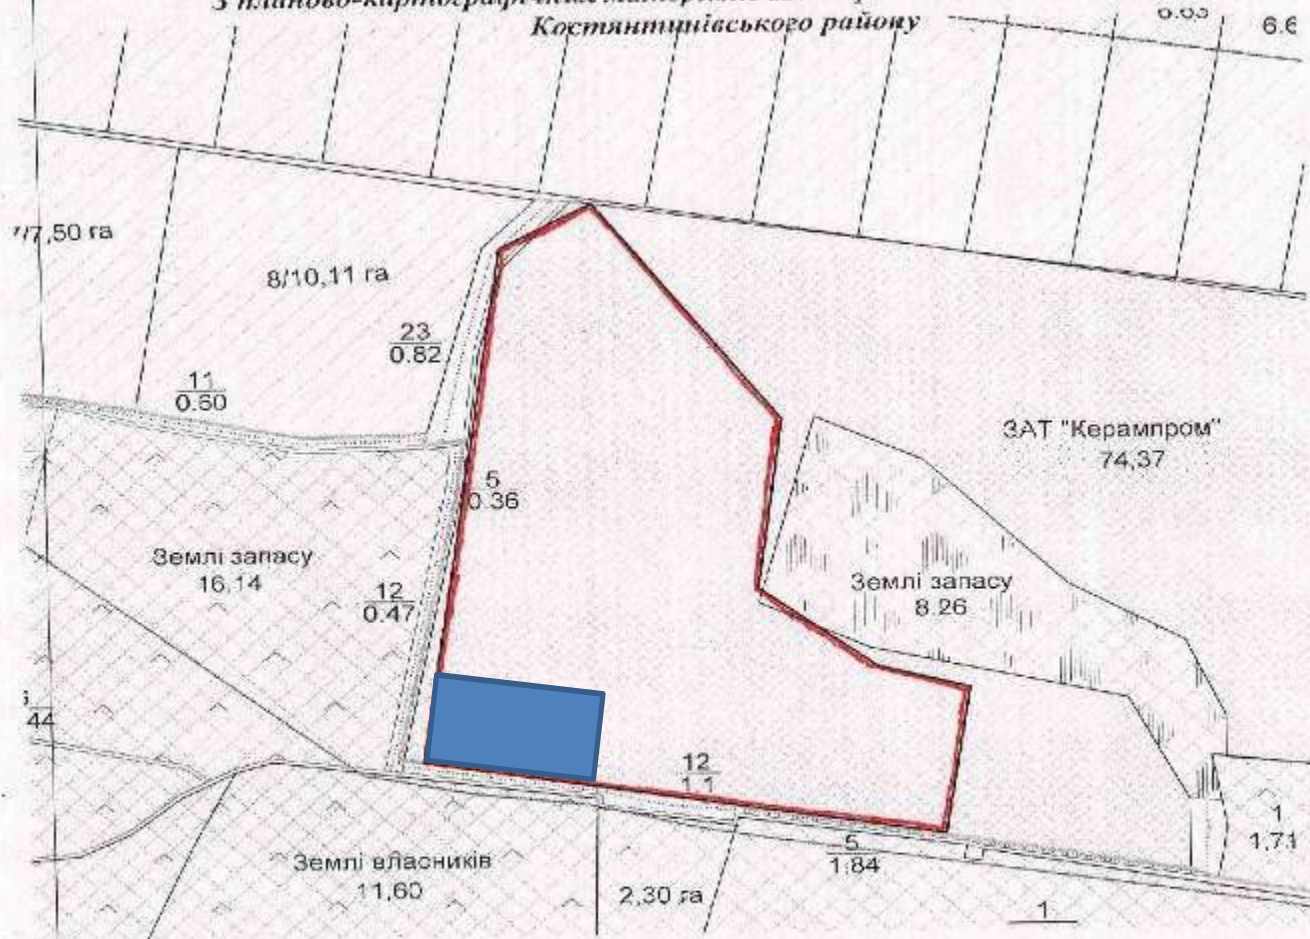 Костянтинівського району
6.63
7/7,50 га
8/10,11 га
23
0.82
11
0.60
ЗАТ "Керампром"
74,37
5
0.36
Землі запасу
16,14
Землі запасу
8.26
12
0.47
44
12
1.1
1
1.71
5
1.84
Землі власників
11,60
2,30 га
1